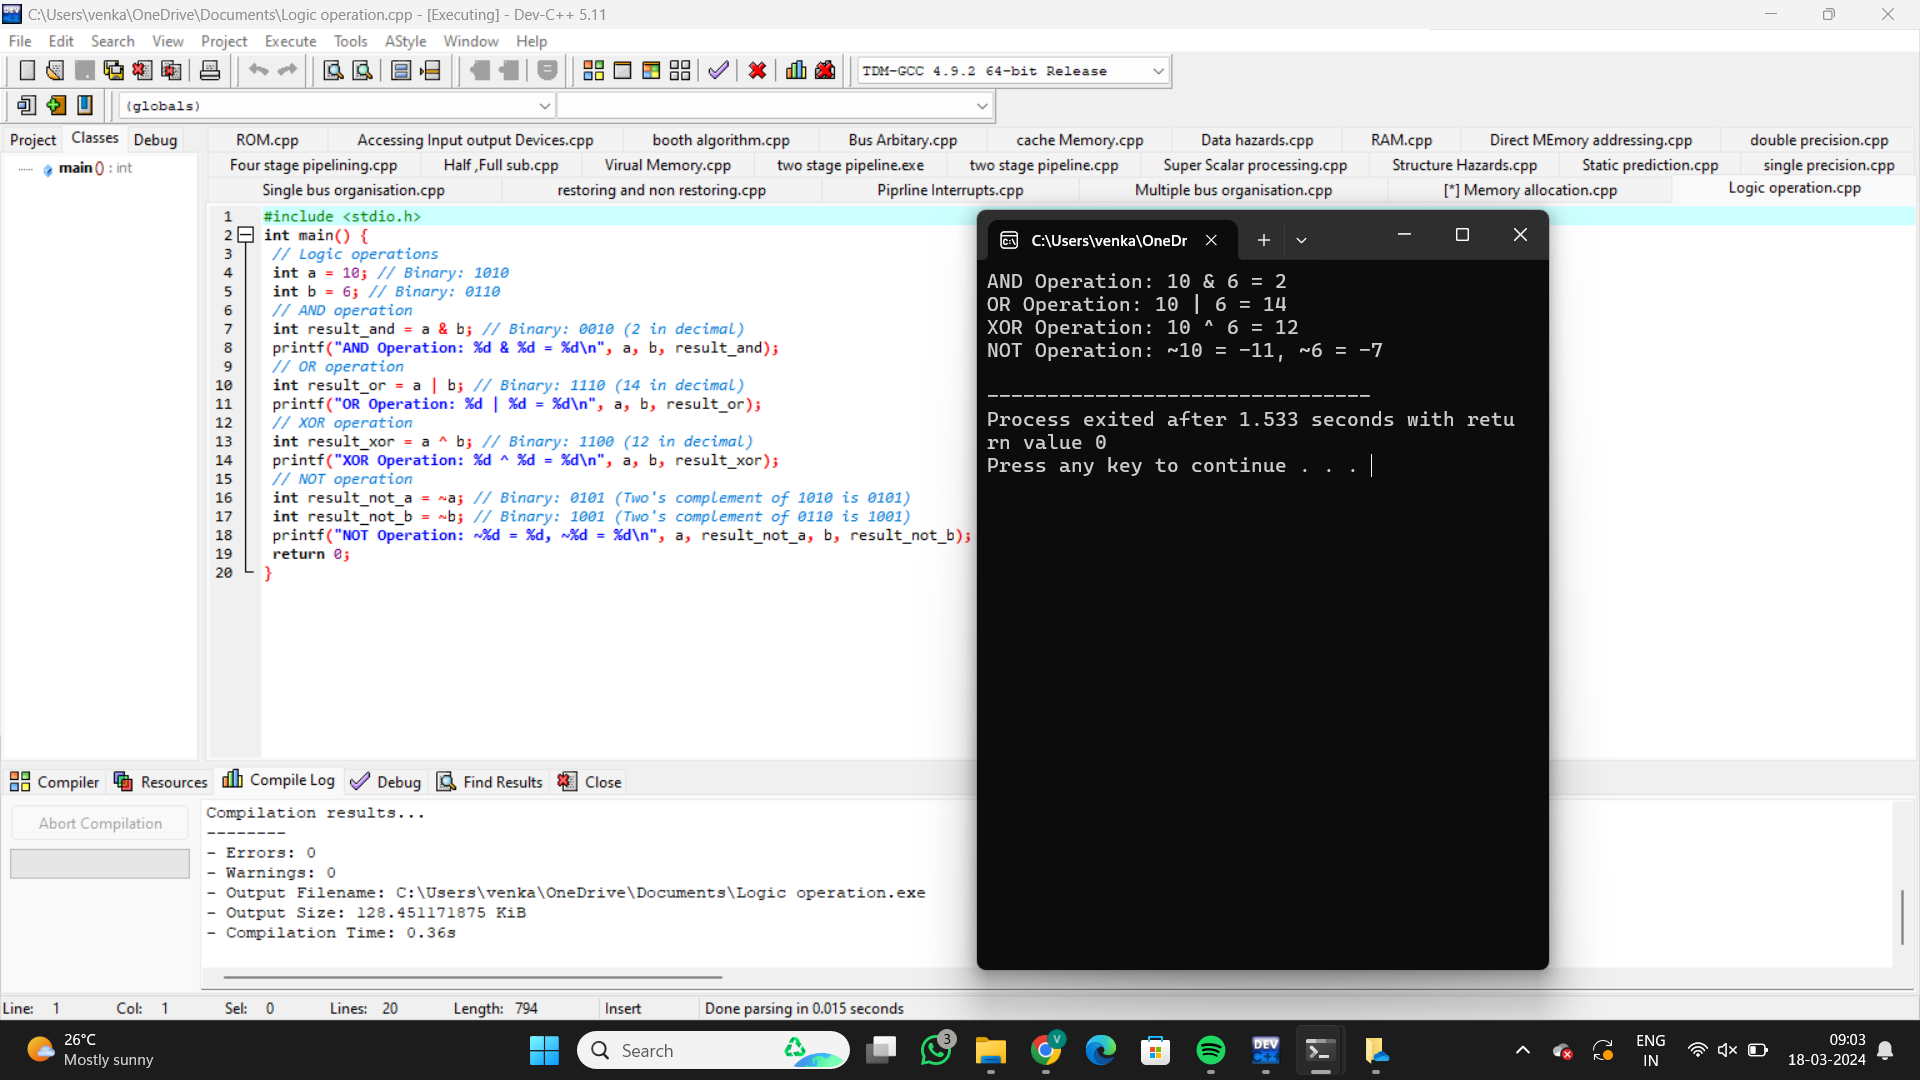 C:\Users\venka\OneDrive\Documents\Logic operation.cpp - [Executing] - Dev-C++ 5.11
File Edit Search View Project Execute Tools AStyle Window Help
TDM-GCC 4.9.2 64-bit Release
(globals)
Project Classes Debug
main () : int
ROM.cpp Accessing Input output Devices.cpp booth algorithm.cpp Bus Arbitary.cpp cache Memory.cpp Data hazards.cpp RAM.cpp Direct MEmory addressing.cpp double precision.cpp
Four stage pipelining.cpp Half ,Full sub.cpp Virual Memory.cpp two stage pipeline.exe two stage pipeline.cpp Super Scalar processing.cpp Structure Hazards.cpp Static prediction.cpp single precision.cpp
Single bus organisation.cpp restoring and non restoring.cpp Piprline Interrupts.cpp Multiple bus organisation.cpp [*] Memory allocation.cpp Logic operation.cpp
1 #include <stdio.h>
2 int main() {
3 // Logic operations
4 int a = 10; // Binary: 1010
5 int b = 6; // Binary: 0110
6 // AND operation
7 int result_and = a & b; // Binary: 0010 (2 in decimal)
8 printf("AND Operation: %d & %d = %d\n", a, b, result_and);
9 // OR operation
10 int result_or = a | b; // Binary: 1110 (14 in decimal)
11 printf("OR Operation: %d | %d = %d\n", a, b, result_or);
12 // XOR operation
13 int result_xor = a ^ b; // Binary: 1100 (12 in decimal)
14 printf("XOR Operation: %d ^ %d = %d\n", a, b, result_xor);
15 // NOT operation
16 int result_not_a = ~a; // Binary: 0101 (Two's complement of 1010 is 0101)
17 int result_not_b = ~b; // Binary: 1001 (Two's complement of 0110 is 1001)
18 printf("NOT Operation: ~%d = %d, ~%d = %d\n", a, result_not_a, b, result_not_b);
19 return 0;
20 }
C:\Users\venka\OneDr
AND Operation: 10 & 6 = 2
OR Operation: 10 | 6 = 14
XOR Operation: 10 ^ 6 = 12
NOT Operation: ~10 = -11, ~6 = -7
--------------------------------
Process exited after 1.533 seconds with retu
rn value 0
Press any key to continue . . .
Compiler Resources Compile Log Debug Find Results Close
Abort Compilation
Compilation results...
--------
- Errors: 0
- Warnings: 0
- Output Filename: C:\Users\venka\OneDrive\Documents\Logic operation.exe
- Output Size: 128.451171875 KiB
- Compilation Time: 0.36s
Line: 1 Col: 1 Sel: 0 Lines: 20 Length: 794 Insert Done parsing in 0.015 seconds
26°C
Mostly sunny
Search
3
V
DEV
C++
ENG
IN
09:03
18-03-2024